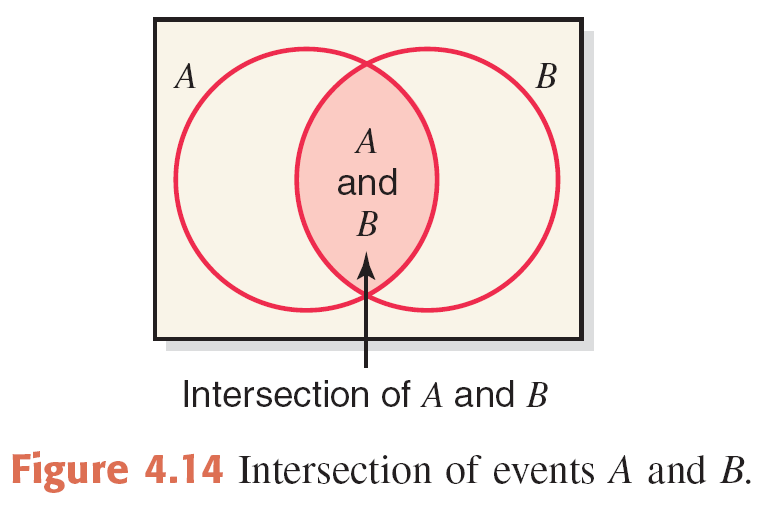 A
B
A
and
B
Intersection of A and B
Figure 4.14 Intersection of events A and B.